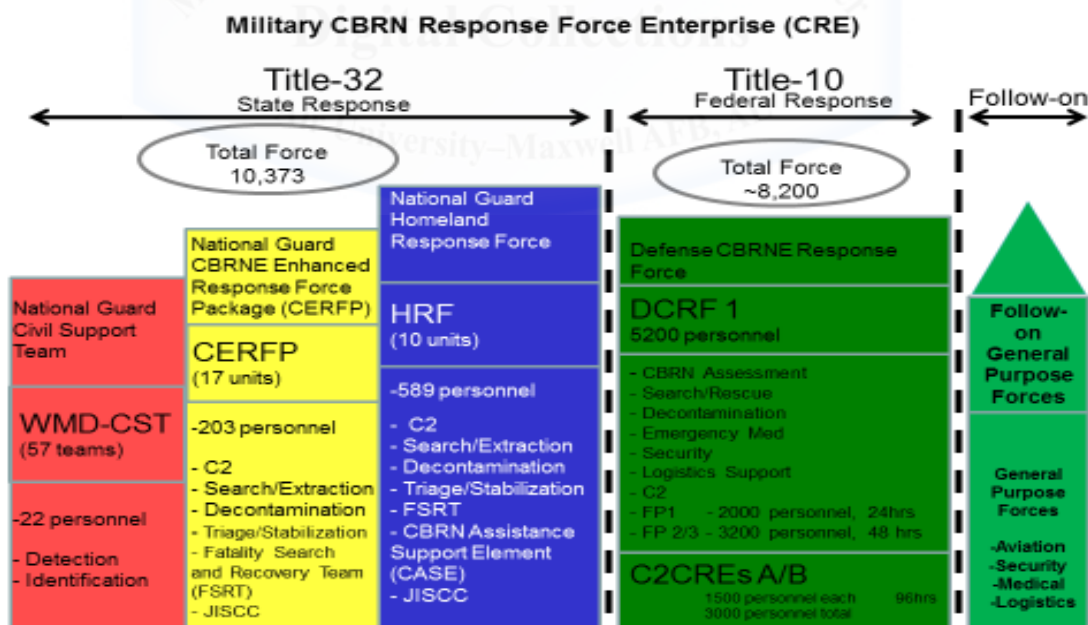 Military CBRN Response Force Enterprise (CRE)
Digital Collections
Title-32
State Response
Total Force
10,373
Title-10
Federal Response
Total Force
~8,200
Follow-on
University–Maxwell AFB, A
National Guard
Civil Support
Team
WMD-CST
(57 teams)
-22 personnel
- Detection
- Identification
National Guard
CBRNE Enhanced
Response Force
Package (CERFP)
CERFP
(17 units)
-203 personnel
- C2
- Search/Extraction
- Decontamination
- Triage/Stabilization
- Fatality Search
and Recovery Team
(FSRT)
- JISCC
National Guard
Homeland
Response Force
HRF
(10 units)
-589 personnel
- C2
- Search/Extraction
- Decontamination
- Triage/Stabilization
- FSRT
- CBRN Assistance
Support Element
(CASE)
- JISCC
Defense CBRNE Response
Force
DCRF 1
5200 personnel
- CBRN Assessment
- Search/Rescue
- Decontamination
- Emergency Med
- Security
- Logistics Support
- C2
- FP1 - 2000 personnel, 24hrs
- FP 2/3 - 3200 personnel, 48 hrs
C2CREs A/B
1500 personnel each 96hrs
3000 personnel total
Follow-
on
General
Purpose
Forces
General
Purpose
Forces
-Aviation
-Security
-Medical
-Logistics